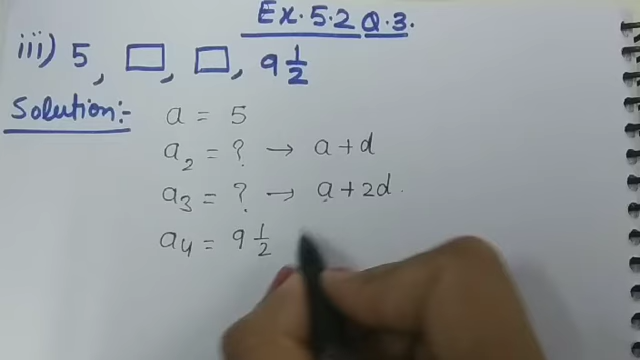 Ex. 5.2 Q.3.
iii) 5, □, □, 9 1/2
Solution:-
a = 5
a2 = ? → a + d
a3 = ? → a + 2d.
a4 = 9 1/2